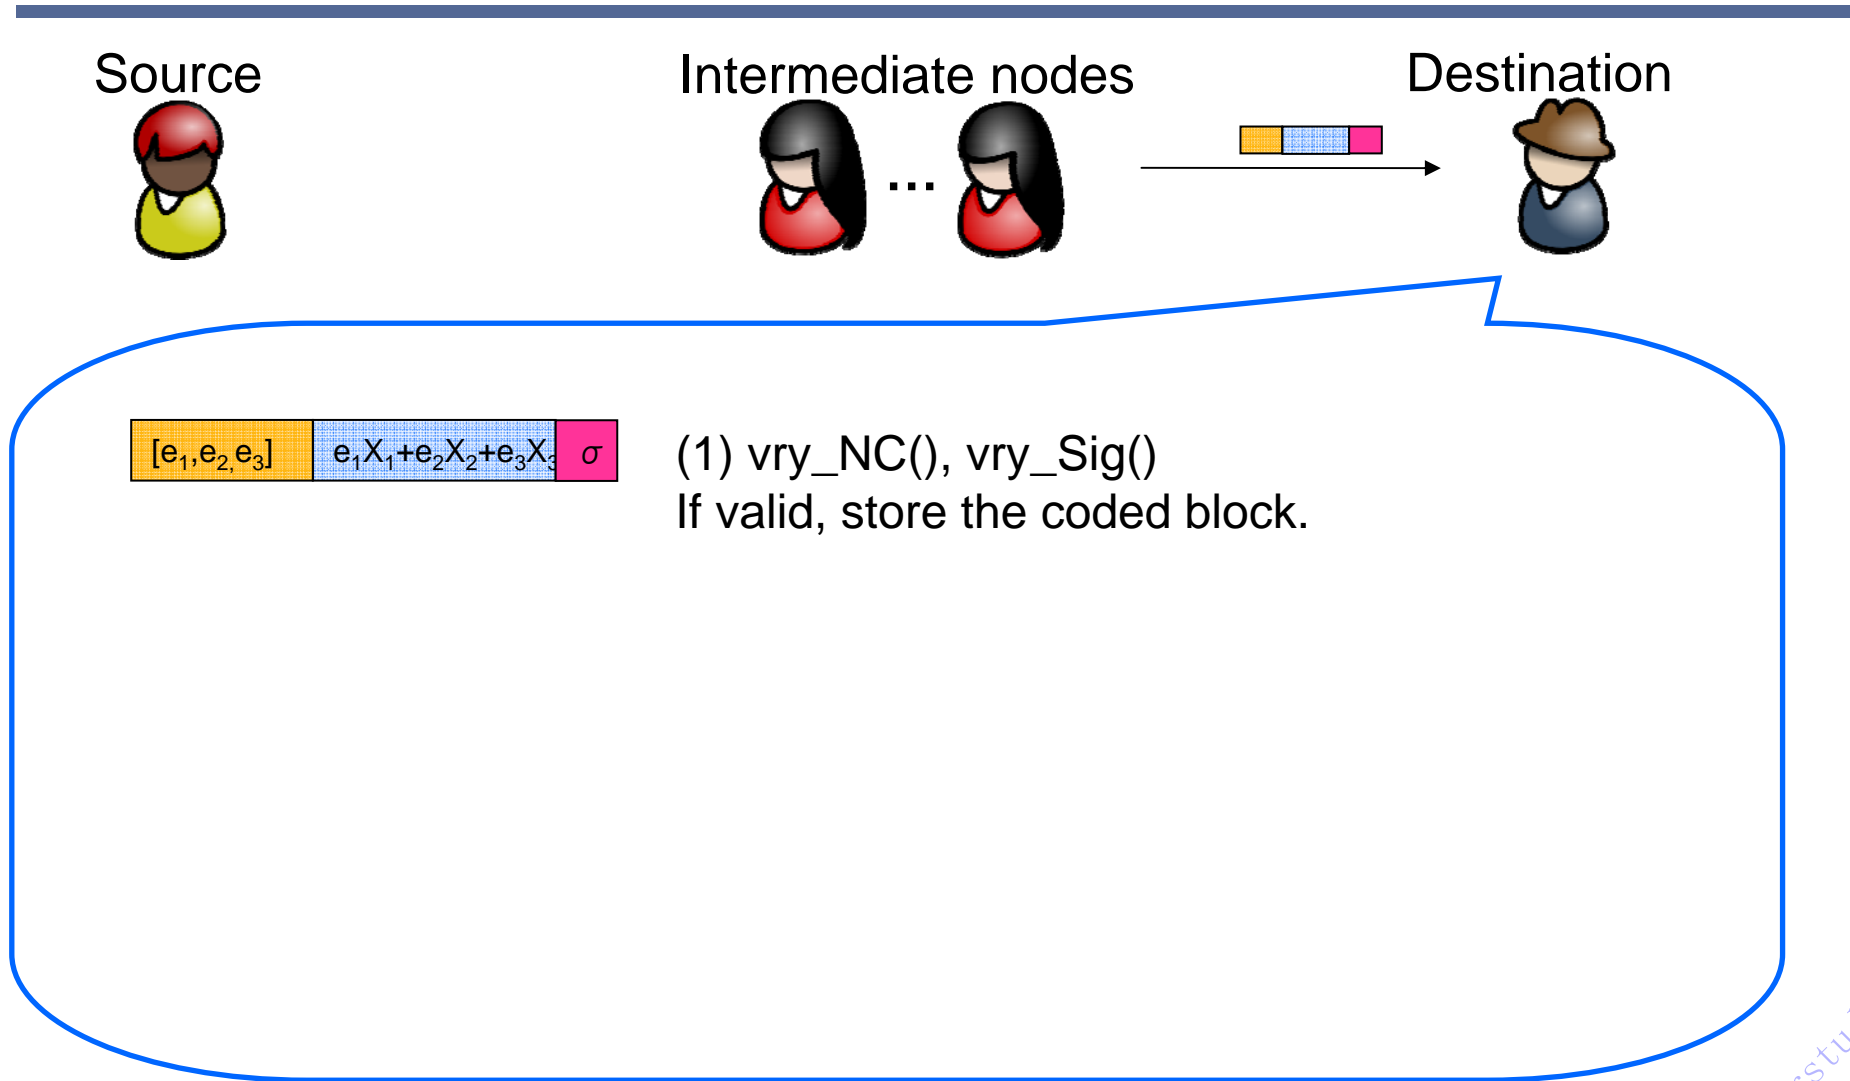 Source
Intermediate nodes
Destination
...
[e₁,e₂,e₃]
e₁X₁+e₂X₂+e₃X₃
σ
(1) vry_NC(), vry_Sig()
If valid, store the coded block.